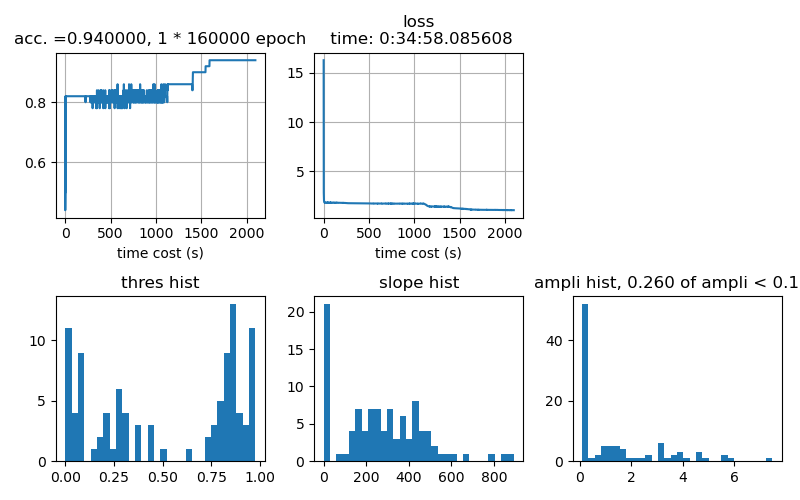 acc. =0.940000, 1 * 160000 epoch
0.8
0.6
0 500 1000 1500 2000
time cost (s)
loss
time: 0:34:58.085608
15
10
5
0 500 1000 1500 2000
time cost (s)
thres hist
10
5
0
0.00 0.25 0.50 0.75 1.00
slope hist
20
15
10
5
0
0 200 400 600 800
ampli hist, 0.260 of ampli < 0.1
40
20
0
0 2 4 6